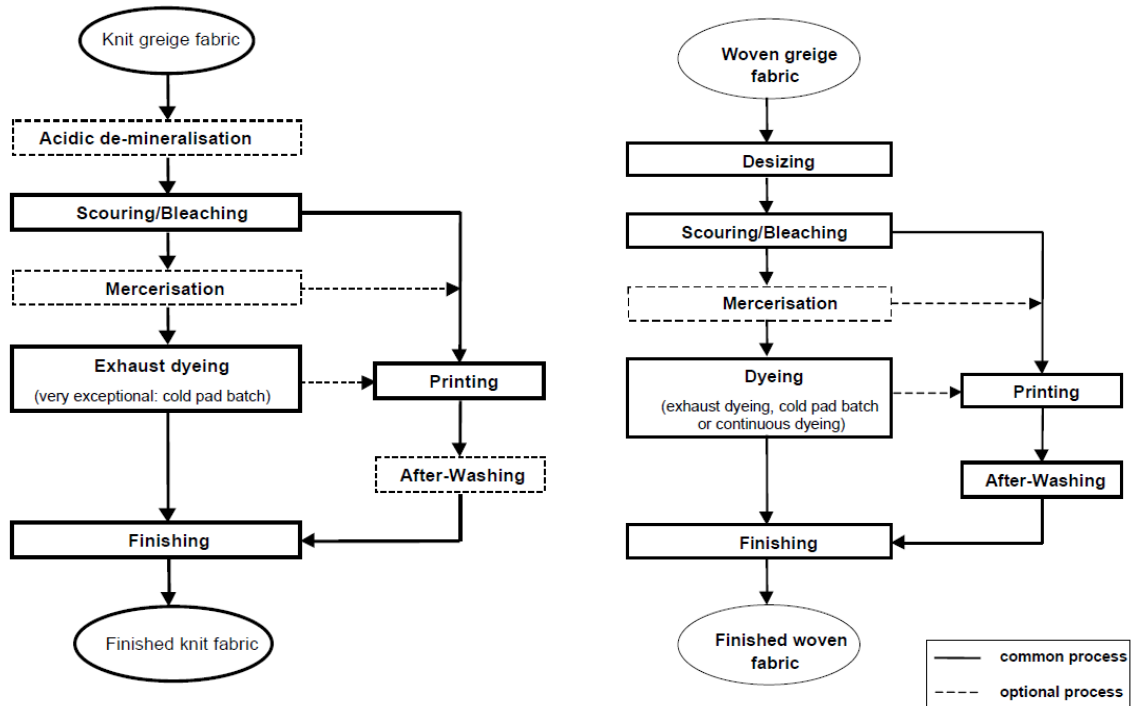 Knit greige fabric
Acidic de-mineralisation
Scouring/Bleaching
Mercerisation
Exhaust dyeing
(very exceptional: cold pad batch)
Printing
After-Washing
Finishing
Finished knit fabric
Woven greige
fabric
Desizing
Scouring/Bleaching
Mercerisation
Dyeing
(exhaust dyeing, cold pad batch
or continuous dyeing)
Printing
After-Washing
Finishing
Finished woven
fabric
common process
optional process